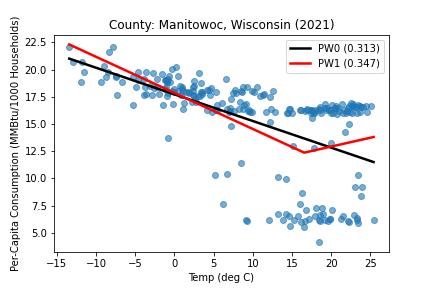 County: Manitowoc, Wisconsin (2021)
Per-Capita Consumption (MMBtu/1000 Households)
22.5
20.0
17.5
15.0
12.5
10.0
7.5
5.0
PW0 (0.313)
PW1 (0.347)
−15 −10 −5 0 5 10 15 20 25
Temp (deg C)